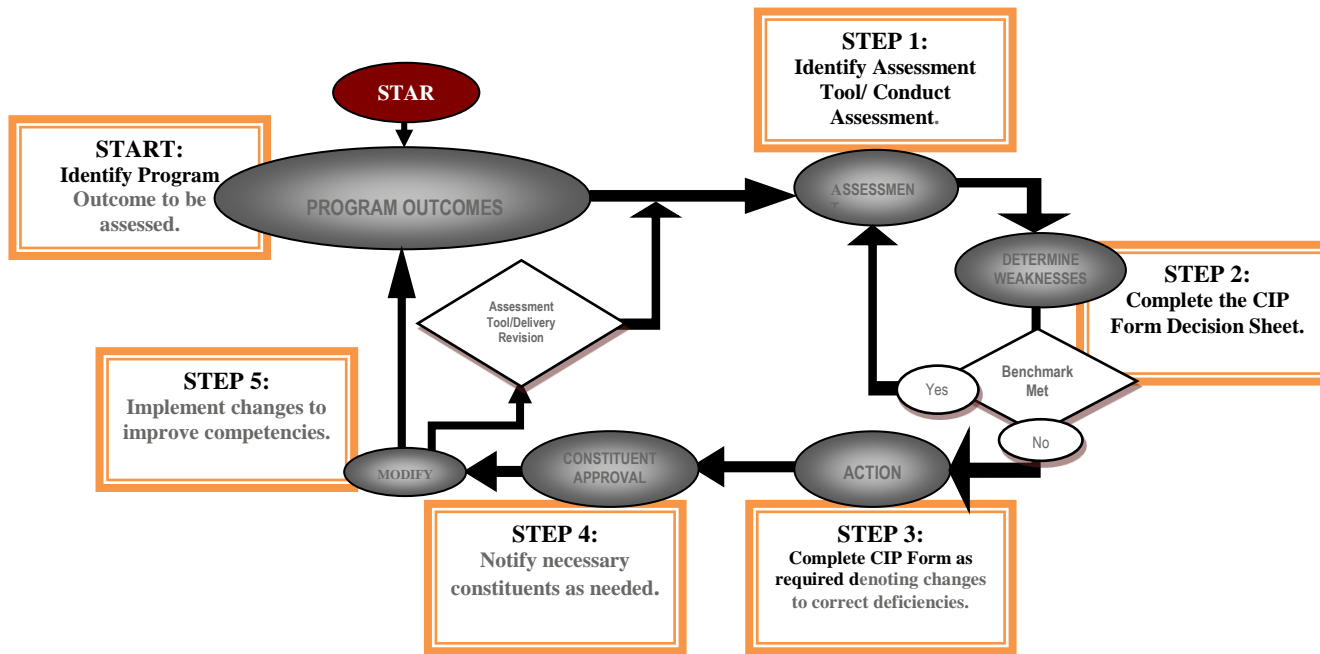 STAR
START:
Identify Program
Outcome to be
assessed.
PROGRAM OUTCOMES
STEP 1:
Identify Assessment
Tool/ Conduct
Assessment.
ASSESSMEN
DETERMINE
WEAKNESSES
STEP 2:
Complete the CIP
Form Decision Sheet.
Benchmark
Met
Yes
No
Assessment
Tool/Delivery
Revision
STEP 5:
Implement changes to
improve competencies.
MODIFY
CONSTITUENT
APPROVAL
ACTION
STEP 4:
Notify necessary
constituents as needed.
STEP 3:
Complete CIP Form as
required denoting changes
to correct deficiencies.